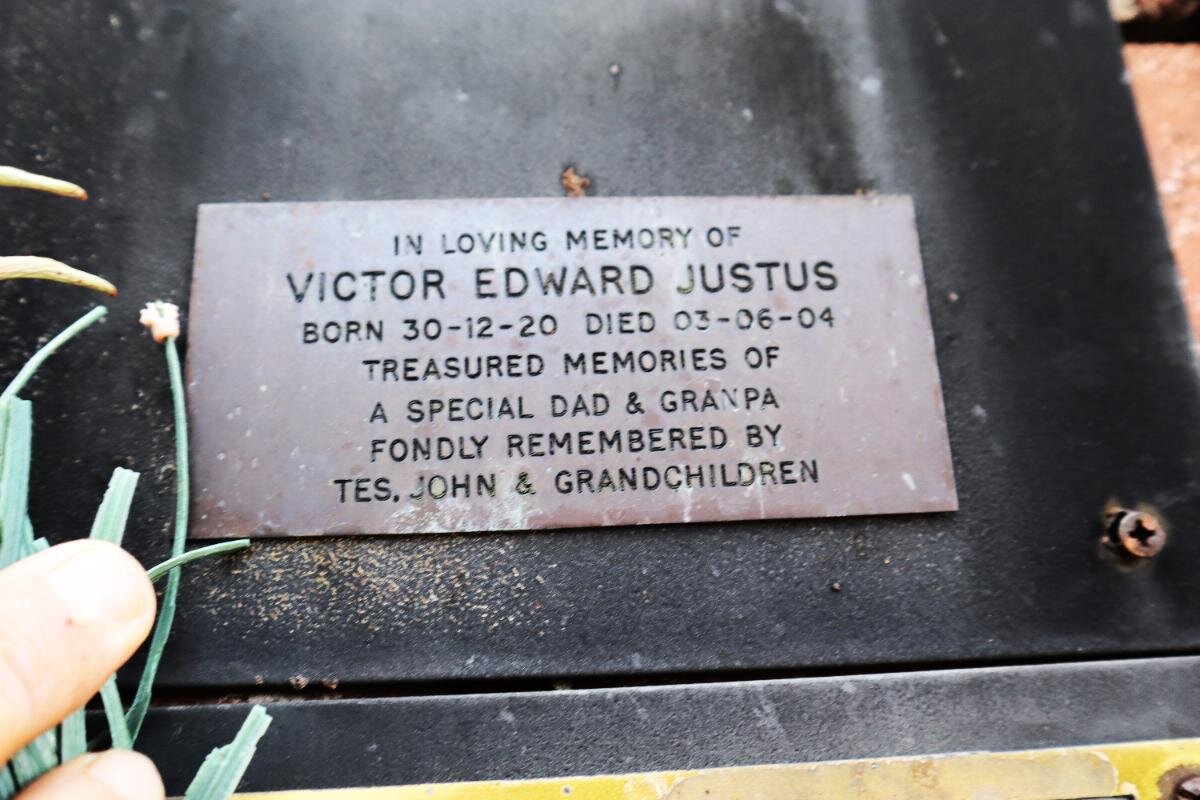 IN LOVING MEMORY OF
VICTOR EDWARD JUSTUS
BORN 30-12-20 DIED 03-06-04
TREASURED MEMORIES OF
A SPECIAL DAD & GRANPA
FONDLY REMEMBERED BY
TES, JOHN & GRANDCHILDREN